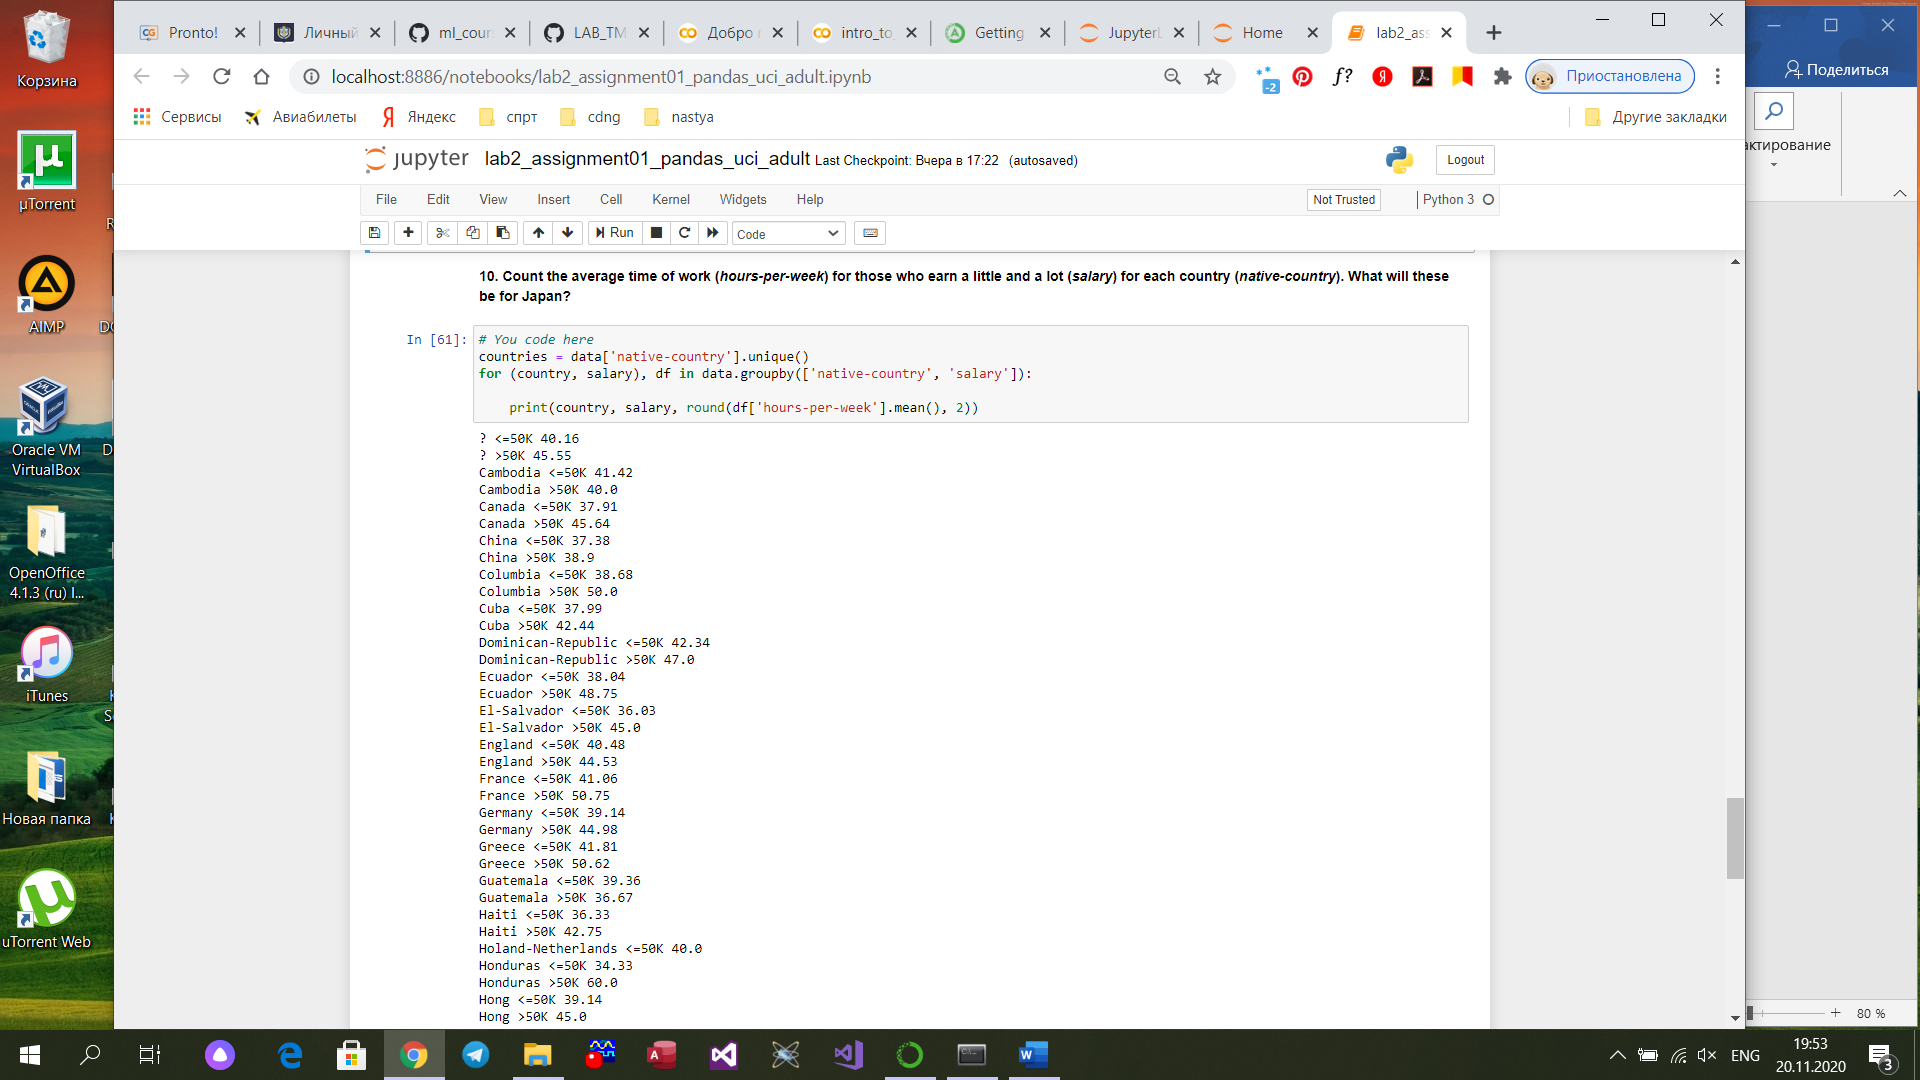 Корзина
µTorrent
AIMP
Oracle VM
VirtualBox
OpenOffice
4.1.3 (ru) I...
iTunes
Новая папка
uTorrent Web
Pronto!
Личный
ml_cour
LAB_TM
Добро
intro_to
Getting
JupyterL
Home
lab2_ass
localhost:8886/notebooks/lab2_assignment01_pandas_uci_adult.ipynb
-2
f?
Приостановлена
Сервисы
Авиабилеты
Яндекс
спрт
cdng
nastya
Другие закладки
Поделиться
актирование
jupyter lab2_assignment01_pandas_uci_adult Last Checkpoint: Вчера в 17:22 (autosaved)
Logout
File Edit View Insert Cell Kernel Widgets Help
Not Trusted
Python 3
Run
Code
10. Count the average time of work (hours-per-week) for those who earn a little and a lot (salary) for each country (native-country). What will these
be for Japan?
In [61]:
# You code here
countries = data['native-country'].unique()
for (country, salary), df in data.groupby(['native-country', 'salary']):
print(country, salary, round(df['hours-per-week'].mean(), 2))
? <=50K 40.16
? >50K 45.55
Cambodia <=50K 41.42
Cambodia >50K 40.0
Canada <=50K 37.91
Canada >50K 45.64
China <=50K 37.38
China >50K 38.9
Columbia <=50K 38.68
Columbia >50K 50.0
Cuba <=50K 37.99
Cuba >50K 42.44
Dominican-Republic <=50K 42.34
Dominican-Republic >50K 47.0
Ecuador <=50K 38.04
Ecuador >50K 48.75
El-Salvador <=50K 36.03
El-Salvador >50K 45.0
England <=50K 40.48
England >50K 44.53
France <=50K 41.06
France >50K 50.75
Germany <=50K 39.14
Germany >50K 44.98
Greece <=50K 41.81
Greece >50K 50.62
Guatemala <=50K 39.36
Guatemala >50K 36.67
Haiti <=50K 36.33
Haiti >50K 42.75
Holand-Netherlands <=50K 40.0
Honduras <=50K 34.33
Honduras >50K 60.0
Hong <=50K 39.14
Hong >50K 45.0
80 %
ENG
19:53
20.11.2020
3